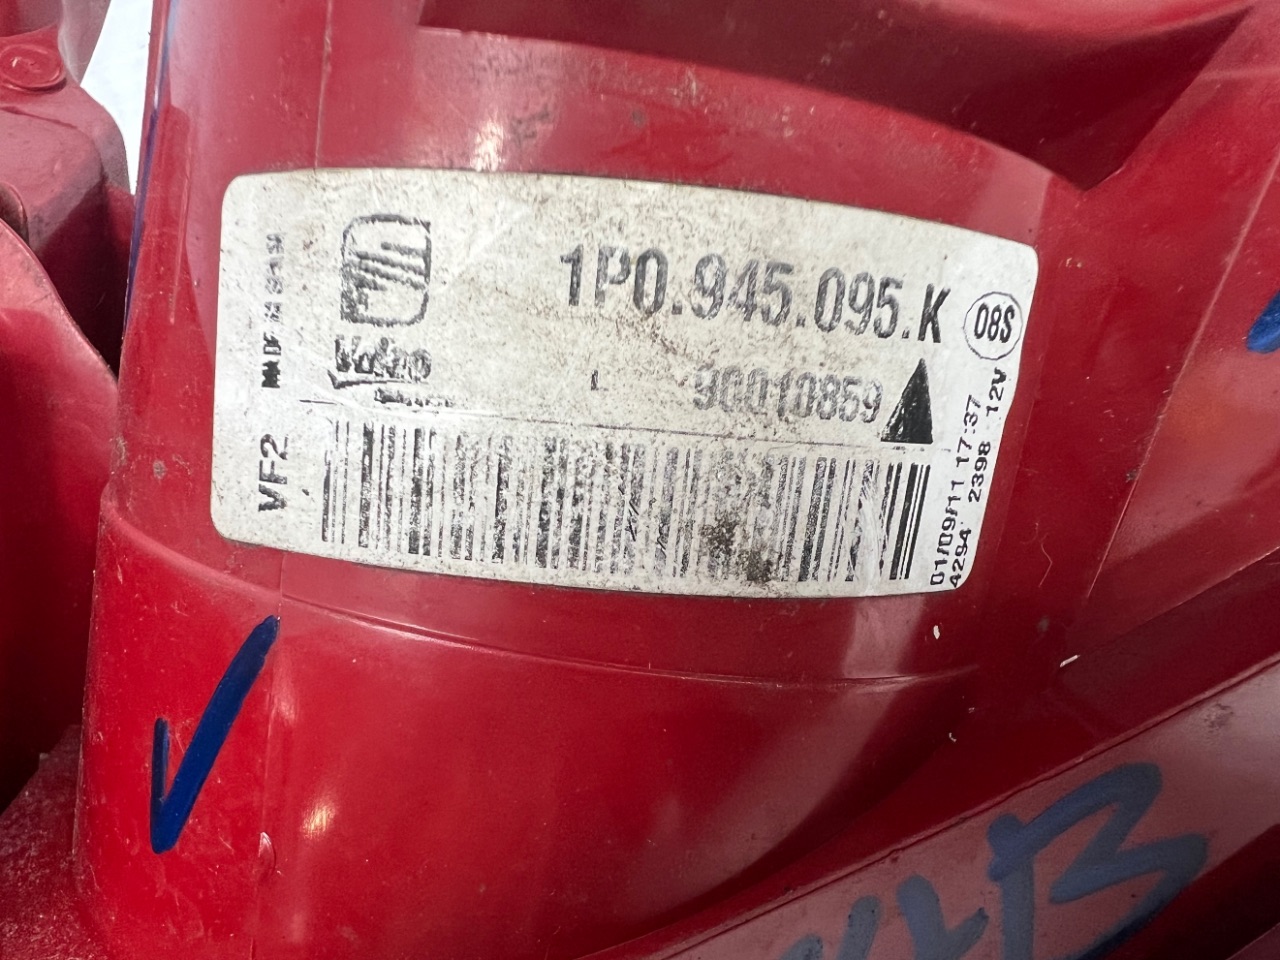 1P0.945.095.K
08S
Valeo
L 90010859
VF2
01/09/11 17:37
4294 2398 12V